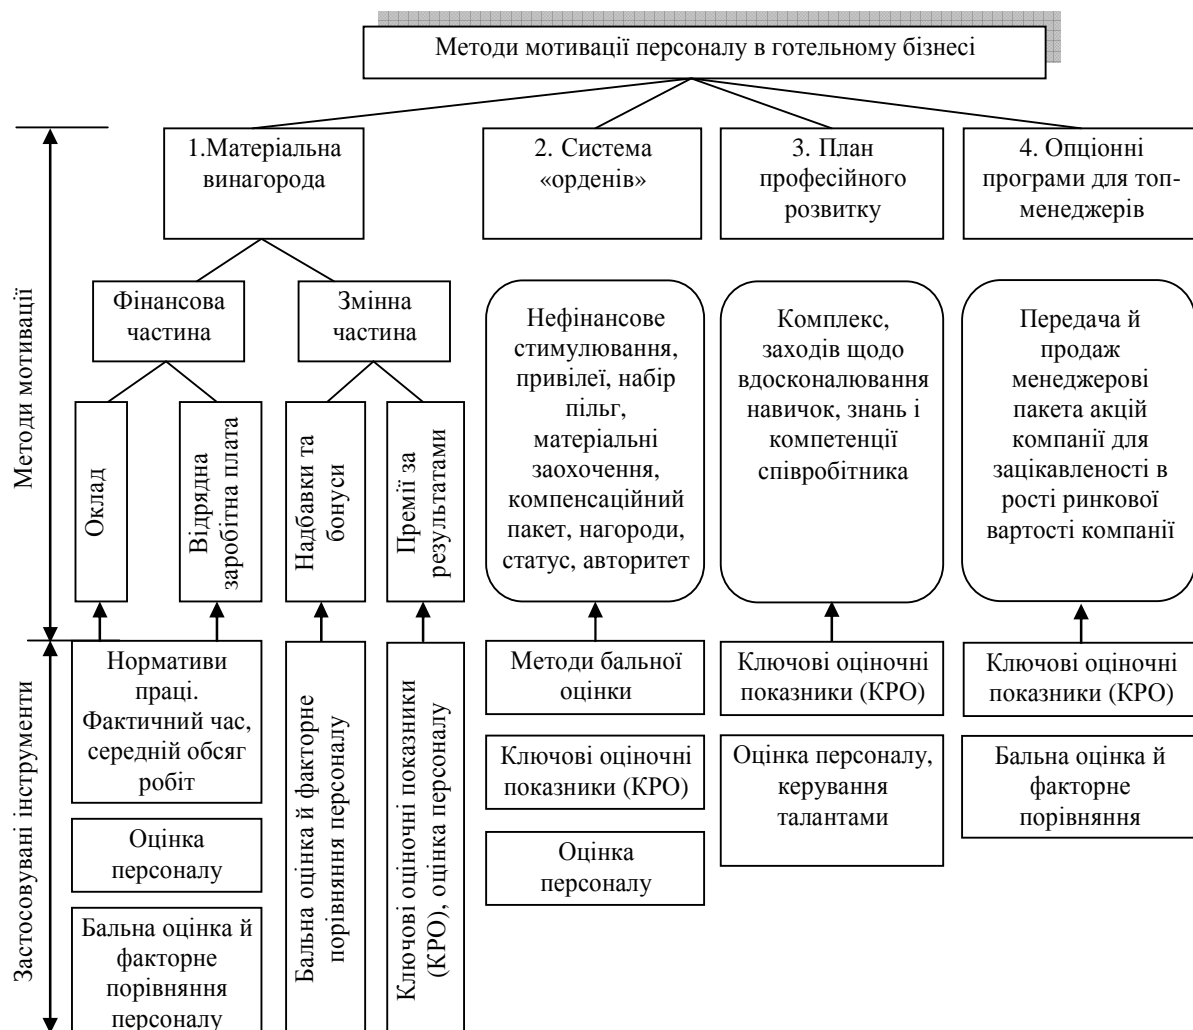 Методи мотивації персоналу в готельному бізнесі
1.Матеріальна
винагорода
2. Система
«орденів»
3. План
професійного
розвитку
4. Опціонні
програми для топ-
менеджерів
Методи мотивації
Фінансова
частина
Змінна
частина
Оклад
Відрядна
заробітна плата
Надбавки та
бонуси
Премії за
результатами
Нефінансове
стимулювання,
привілеї, набір
пільг,
матеріальні
заохочення,
компенсаційний
пакет, нагороди,
статус, авторитет
Комплекс,
заходів щодо
вдосконалювання
навичок, знань і
компетенції
співробітника
Передача й
продаж
менеджерові
пакета акцій
компанії для
зацікавленості в
рості ринкової
вартості компанії
Застосовувані інструменти
Нормативи
праці.
Фактичний час,
середній обсяг
робіт
Оцінка
персоналу
Бальна оцінка й
факторне
порівняння
персоналу
Бальна оцінка й факторне
порівняння персоналу
Ключові оціночні показники
(КРО), оцінка персоналу
Методи бальної
оцінки
Ключові оціночні
показники (КРО)
Оцінка
персоналу
Ключові оціночні
показники (КРО)
Оцінка персоналу,
керування
талантами
Ключові оціночні
показники (КРО)
Бальна оцінка й
факторне
порівняння